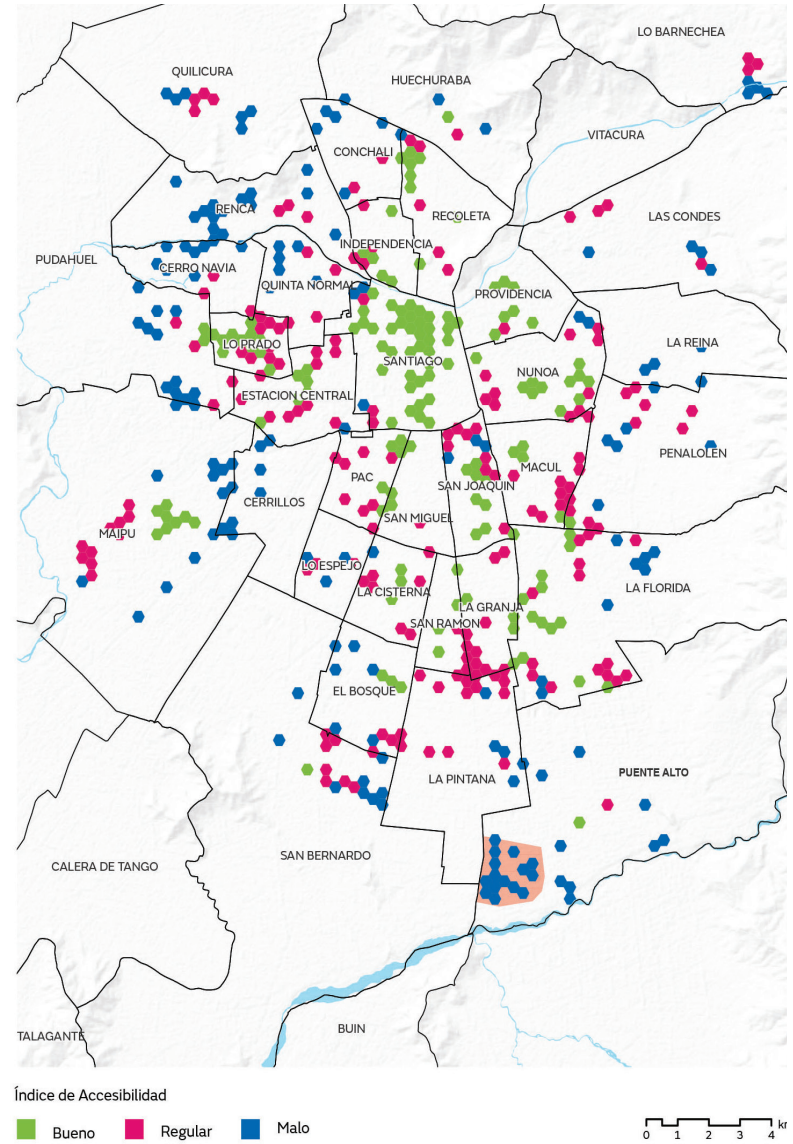 LO BARNECHEA
QUILICURA
HUECHURABA
VITACURA
CONCHALI
RENCA
RECOLETA
LAS CONDES
INDEPENDENCIA
PUDAHUEL
CERRO NAVIA
QUINTA NORMAL
PROVIDENCIA
LO PRADO
LA REINA
SANTIAGO
NUNOA
ESTACION CENTRAL
PENALOLEN
MACUL
PAC
SAN JOAQUIN
CERRILLOS
SAN MIGUEL
MAIPU
LO ESPEJO
LA FLORIDA
LA CISTERNA
LA GRANJA
SAN RAMON
EL BOSQUE
PUENTE ALTO
LA PINTANA
SAN BERNARDO
CALERA DE TANGO
BUIN
TALAGANTE
Índice de Accesibilidad
Bueno Regular Malo
0 1 2 3 4 km